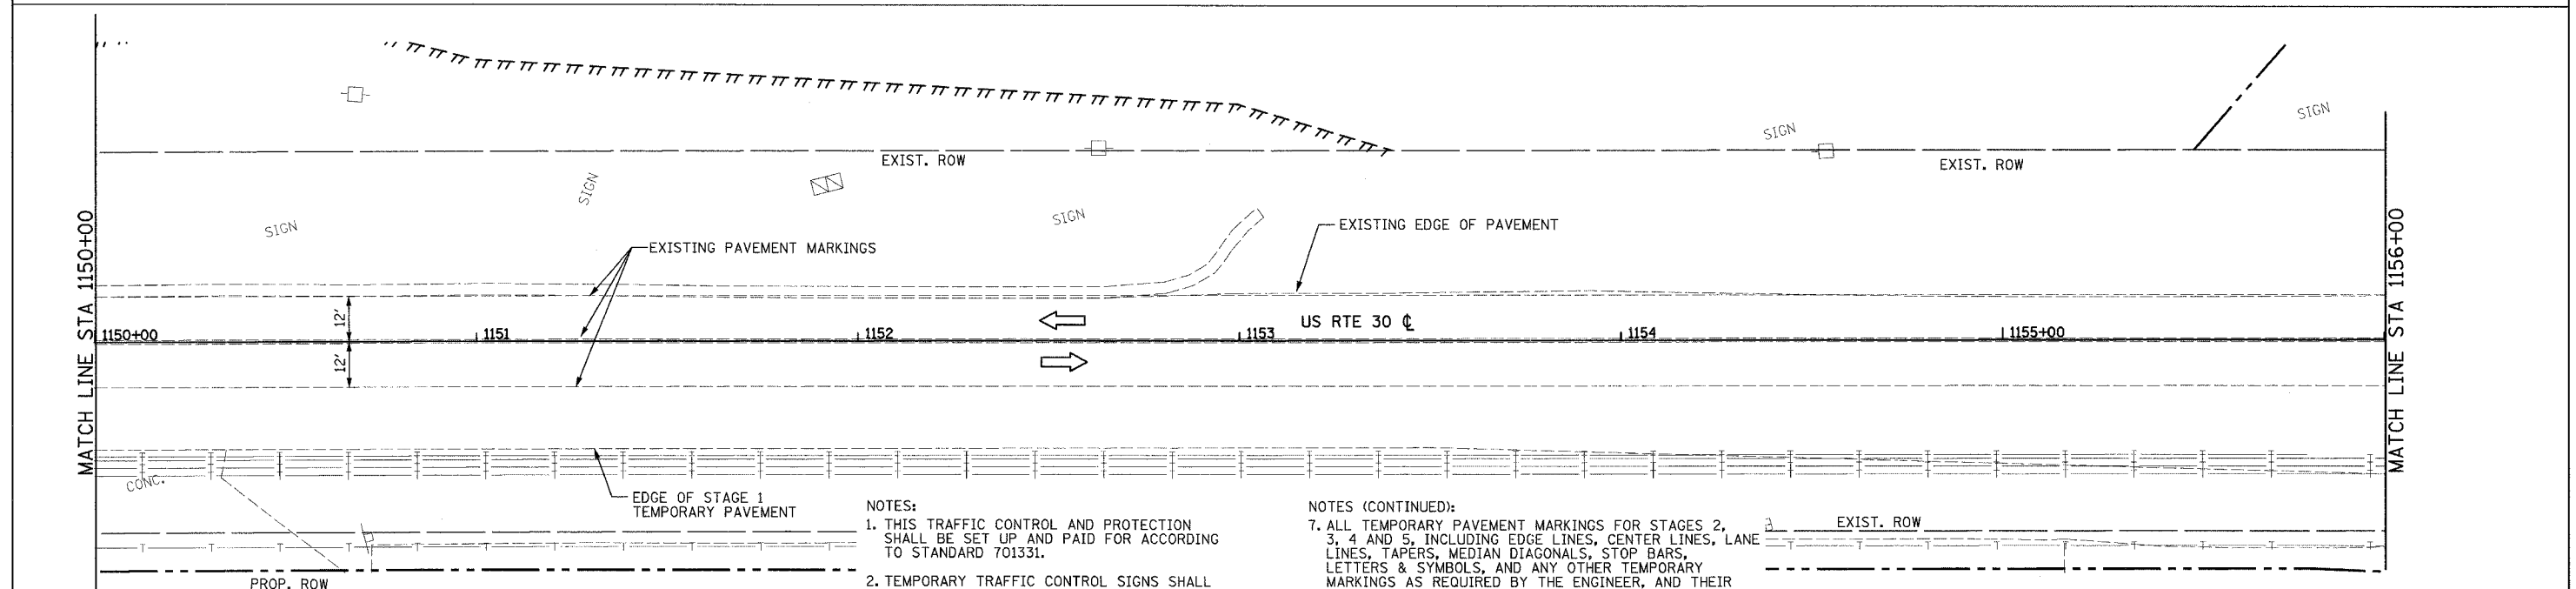 EXIST. ROW
EXIST. ROW
SIGN
SIGN
SIGN
SIGN
SIGN
MATCH LINE STA 1150+00
MATCH LINE STA 1156+00
EXISTING PAVEMENT MARKINGS
EXISTING EDGE OF PAVEMENT
12'
12'
1150+00
1151
1152
1153
1154
1155+00
US RTE 30 ℄
CONC.
EDGE OF STAGE 1
TEMPORARY PAVEMENT
PROP. ROW
NOTES:
1. THIS TRAFFIC CONTROL AND PROTECTION
SHALL BE SET UP AND PAID FOR ACCORDING
TO STANDARD 701331.
2. TEMPORARY TRAFFIC CONTROL SIGNS SHALL
NOTES (CONTINUED):
7. ALL TEMPORARY PAVEMENT MARKINGS FOR STAGES 2,
3, 4 AND 5, INCLUDING EDGE LINES, CENTER LINES, LANE
LINES, TAPERS, MEDIAN DIAGONALS, STOP BARS,
LETTERS & SYMBOLS, AND ANY OTHER TEMPORARY
MARKINGS AS REQUIRED BY THE ENGINEER, AND THEIR
EXIST. ROW